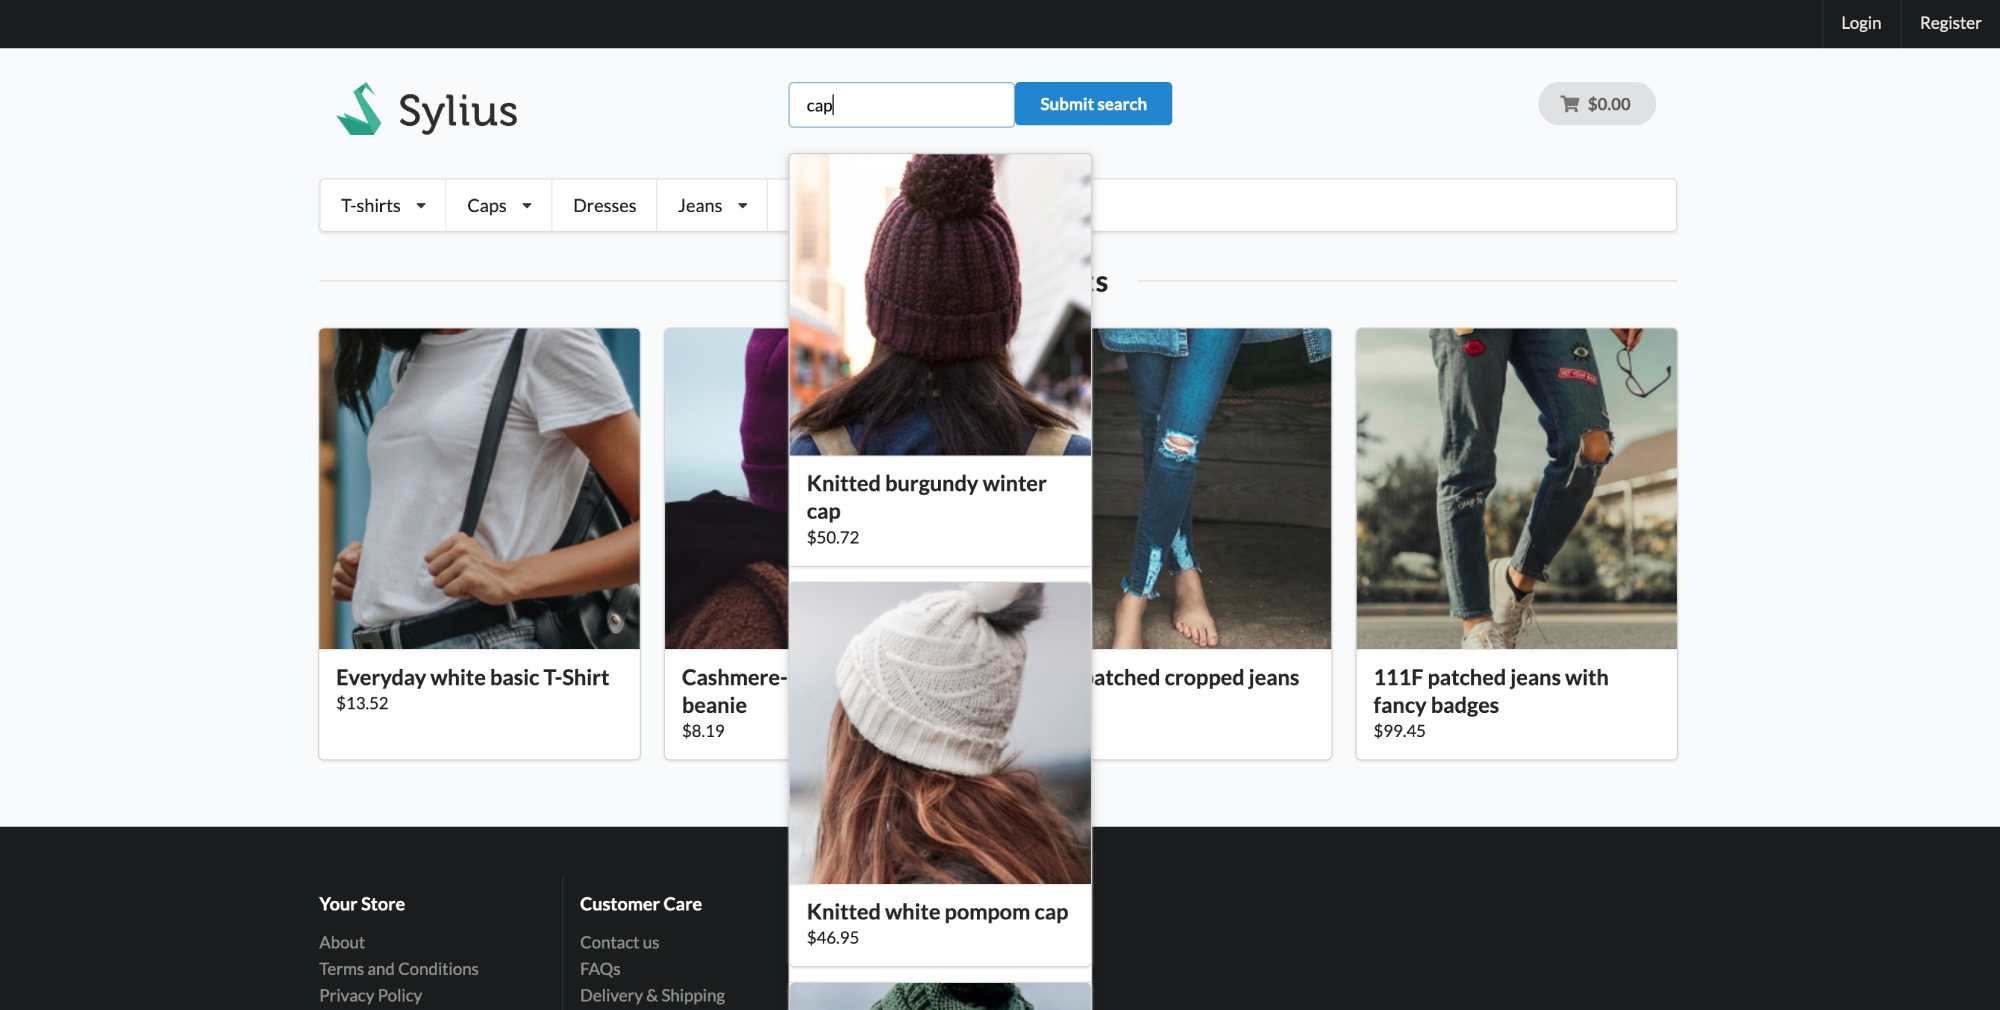 Login Register
Sylius
cap
Submit search
$0.00
T-shirts Caps Dresses Jeans
Everyday white basic T-Shirt
$13.52
Cashmere-
beanie
$8.19
Knitted burgundy winter
cap
$50.72
Knitted white pompom cap
$46.95
cropped jeans
111F patched jeans with
fancy badges
$99.45
Your Store
About
Terms and Conditions
Privacy Policy
Customer Care
Contact us
FAQs
Delivery & Shipping